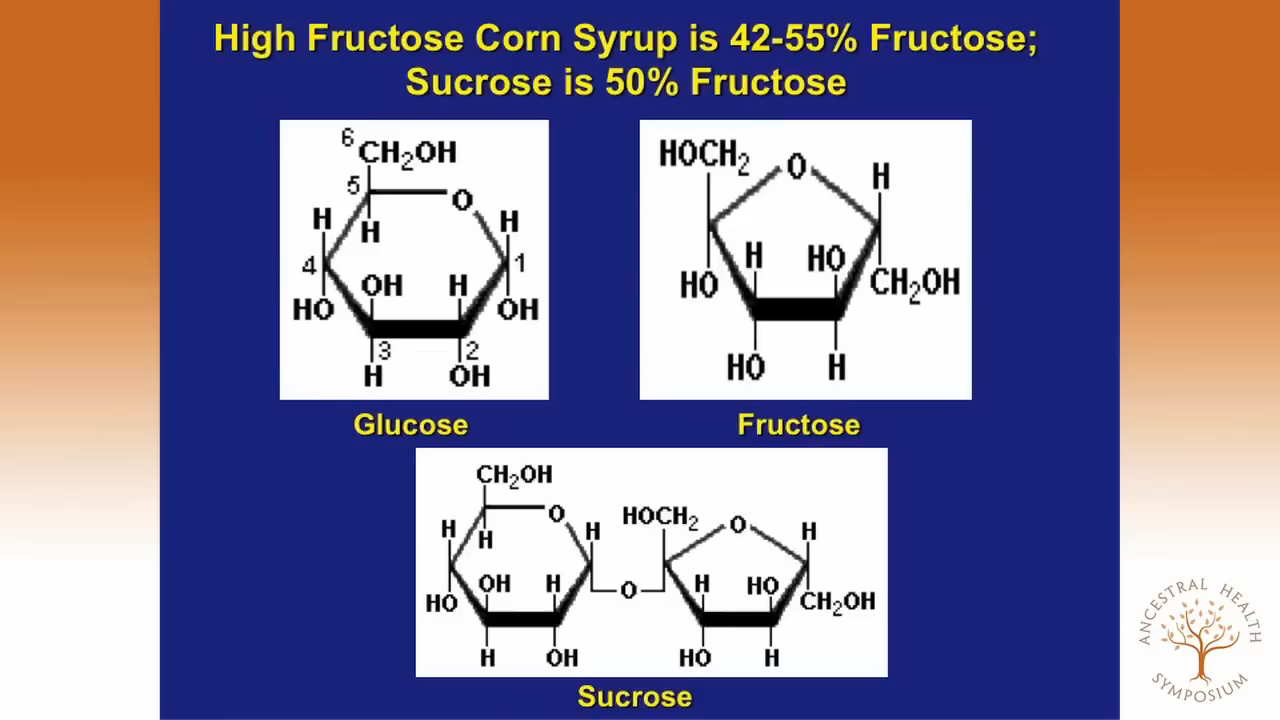 High Fructose Corn Syrup is 42-55% Fructose;
Sucrose is 50% Fructose
6
CH2OH
5
O
H
H
H
4
1
OH
H
HO
OH
3
2
H
OH
Glucose
HOCH2
O
H
H
HO
HO
CH2OH
HO
H
Fructose
CH2OH
O
H
H
H
OH
H
HO
H
OH
O
HOCH2
O
H
H
HO
CH2OH
HO
H
Sucrose
ANCESTRAL HEALTH
SYMPOSIUM